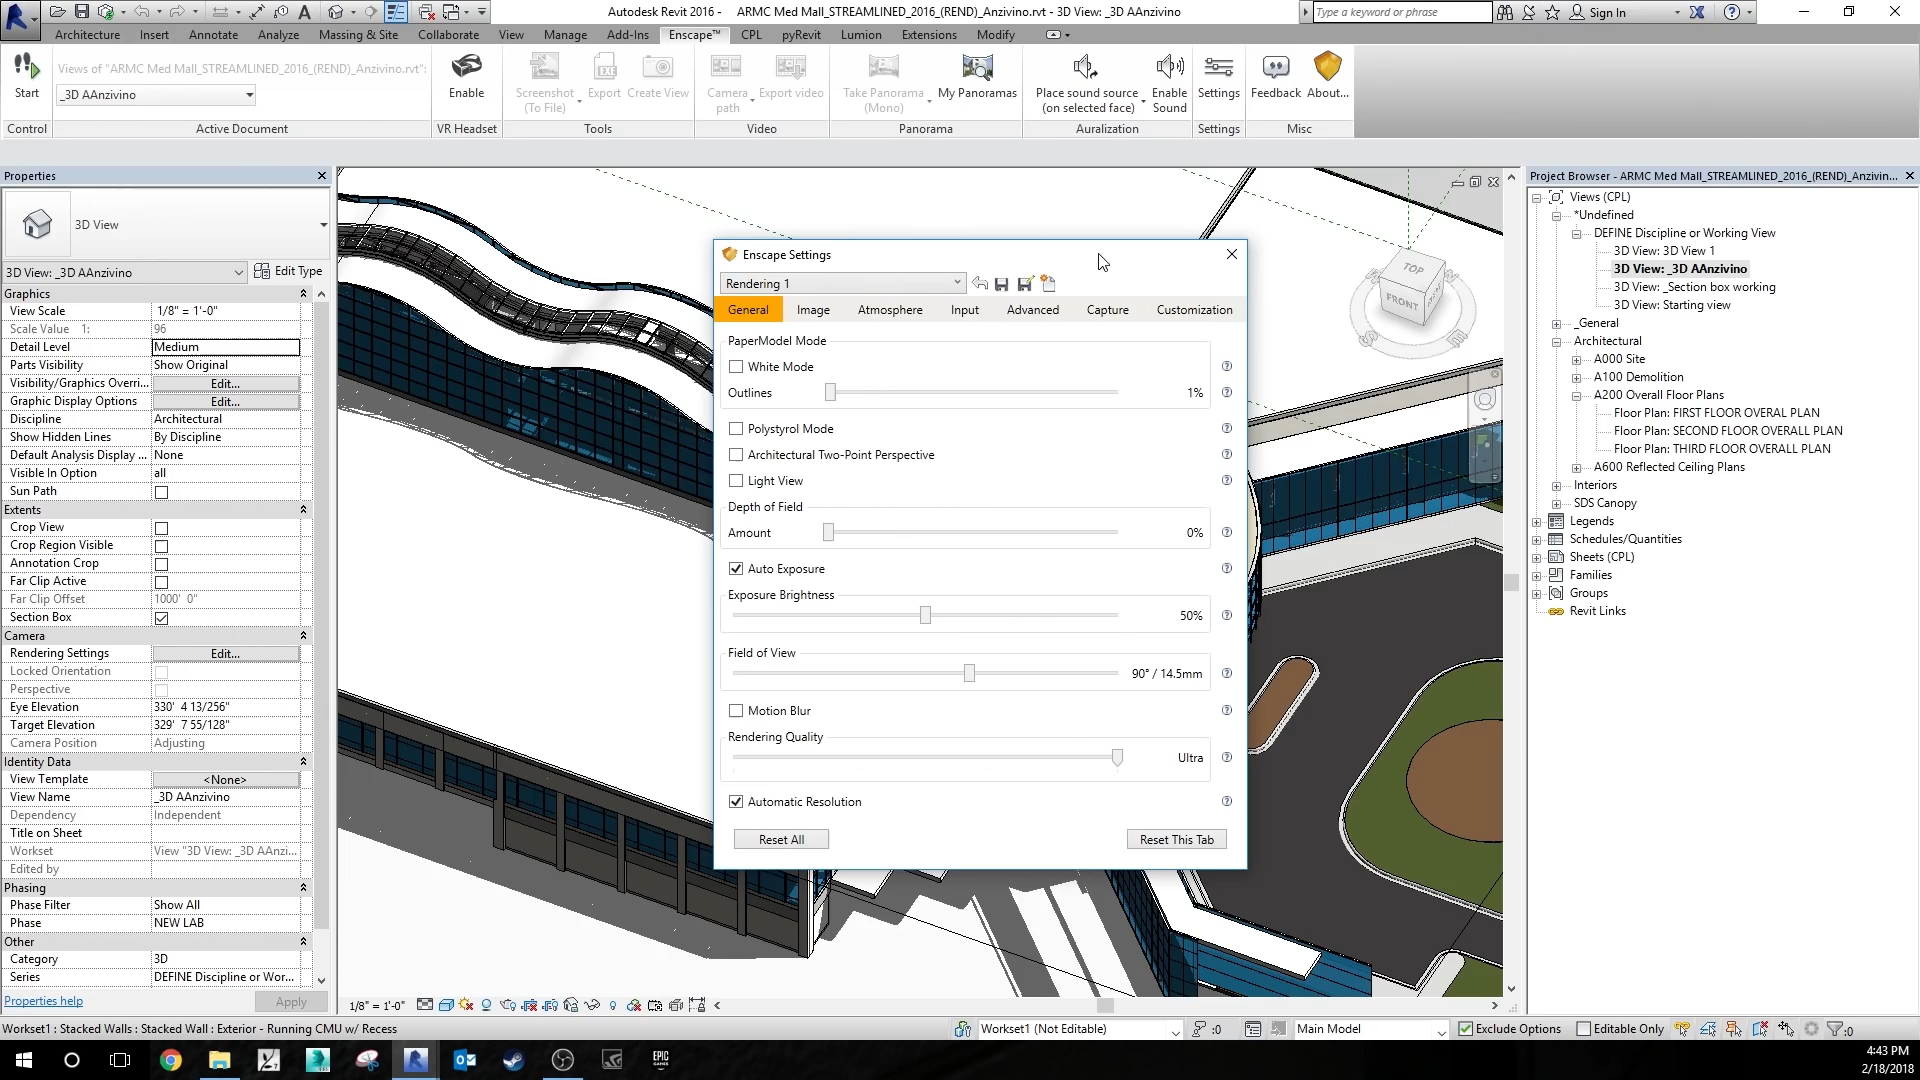 Autodesk Revit 2016 -     ARMC Med Mall_STREAMLINED_2016_(REND)_Anzivino.rvt - 3D View: _3D AAnzivino
Type a keyword or phrase
Sign In
Architecture Insert Annotate Analyze Massing & Site Collaborate View Manage Add-Ins Enscape™ CPL pyRevit Lumion Extensions Modify
Views of "ARMC Med Mall_STREAMLINED_2016_(REND)_Anzivino.rvt":
_3D AAnzivino
Start
Enable
Screenshot
(To File)
Export
Create View
Camera
path
Export video
Take Panorama
(Mono)
My Panoramas
Place sound source
(on selected face)
Enable
Sound
Settings
Feedback
About...
Control Active Document VR Headset Tools Video Panorama Auralization Settings Misc
Properties
3D View
3D View: _3D AAnzivino
Edit Type
Graphics
View Scale 1/8" = 1'-0"
Scale Value 1: 96
Detail Level Medium
Parts Visibility Show Original
Visibility/Graphics Overri... Edit...
Graphic Display Options Edit...
Discipline Architectural
Show Hidden Lines By Discipline
Default Analysis Display ... None
Visible In Option all
Sun Path
Extents
Crop View
Crop Region Visible
Annotation Crop
Far Clip Active
Far Clip Offset 1000' 0"
Section Box
Camera
Rendering Settings Edit...
Locked Orientation
Perspective
Eye Elevation 330' 4 13/256"
Target Elevation 329' 7 55/128"
Camera Position Adjusting
Identity Data
View Template <None>
View Name _3D AAnzivino
Dependency Independent
Title on Sheet
Workset View "3D View: _3D AAnzi...
Edited by
Phasing
Phase Filter Show All
Phase NEW LAB
Other
Category 3D
Series DEFINE Discipline or Wor...
Properties help
Apply
Enscape Settings
Rendering 1
General Image Atmosphere Input Advanced Capture Customization
PaperModel Mode
White Mode
Outlines 1%
Polystyrol Mode
Architectural Two-Point Perspective
Light View
Depth of Field
Amount 0%
Auto Exposure
Exposure Brightness
50%
Field of View
90° / 14.5mm
Motion Blur
Rendering Quality
Ultra
Automatic Resolution
Reset All
Reset This Tab
TOP
FRONT
Project Browser - ARMC Med Mall_STREAMLINED_2016_(REND)_Anzivin...
Views (CPL)
*Undefined
DEFINE Discipline or Working View
3D View: 3D View 1
3D View: _3D AAnzivino
3D View: _Section box working
3D View: Starting view
_General
Architectural
A000 Site
A100 Demolition
A200 Overall Floor Plans
Floor Plan: FIRST FLOOR OVERAL PLAN
Floor Plan: SECOND FLOOR OVERALL PLAN
Floor Plan: THIRD FLOOR OVERALL PLAN
A600 Reflected Ceiling Plans
Interiors
SDS Canopy
Legends
Schedules/Quantities
Sheets (CPL)
Families
Groups
Revit Links
1/8" = 1'-0"
Workset1 : Stacked Walls : Stacked Wall : Exterior - Running CMU w/ Recess
Workset1 (Not Editable)
:0
Main Model
Exclude Options
Editable Only
:0
EPIC
GAMES
4:43 PM
2/18/2018